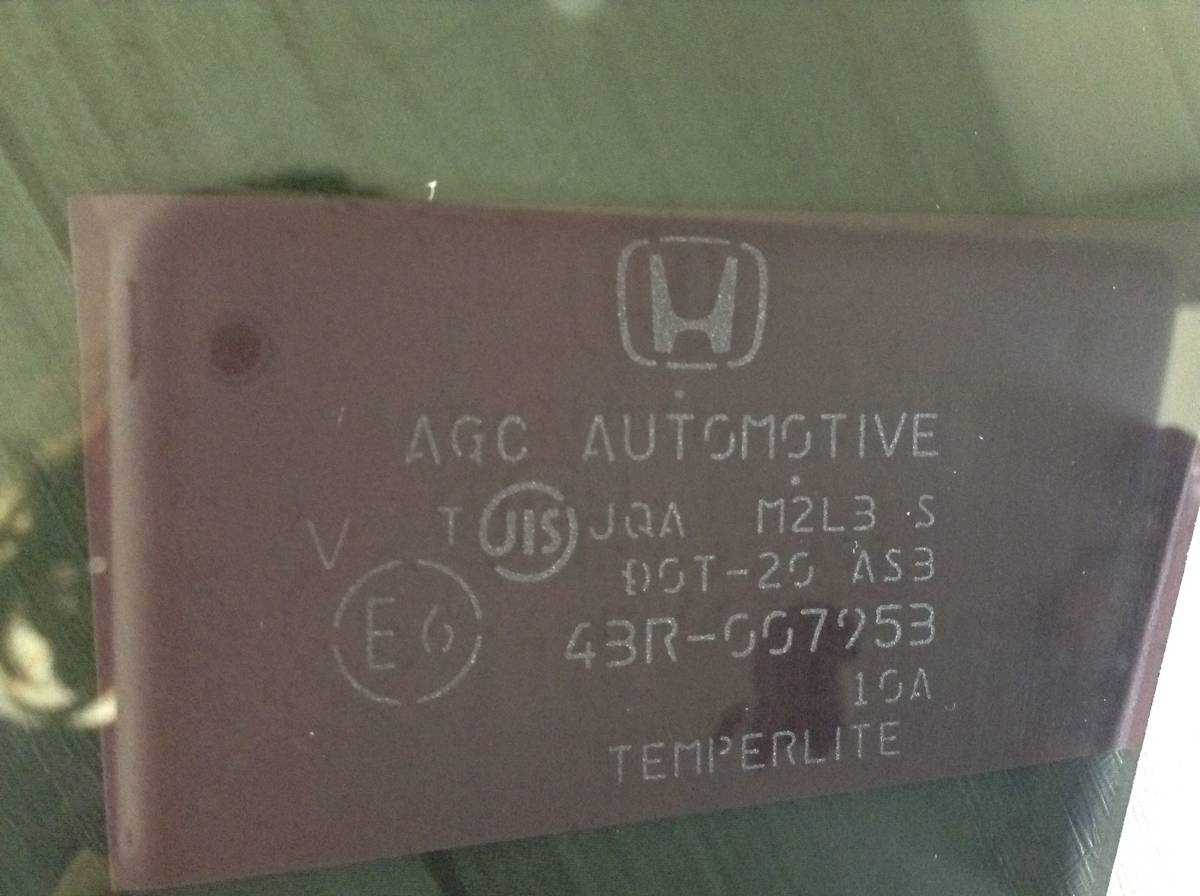 AGC AUTOMOTIVE
T JIS JQA M2L3 S
V
DOT-20 AS3
E6
43R-007953
10A
TEMPERLITE